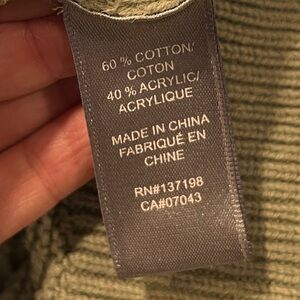 60 % COTTON/
COTON
40 % ACRYLIC/
ACRYLIQUE
MADE IN CHINA
FABRIQUÉ EN
CHINE
RN#137198
CA#07043